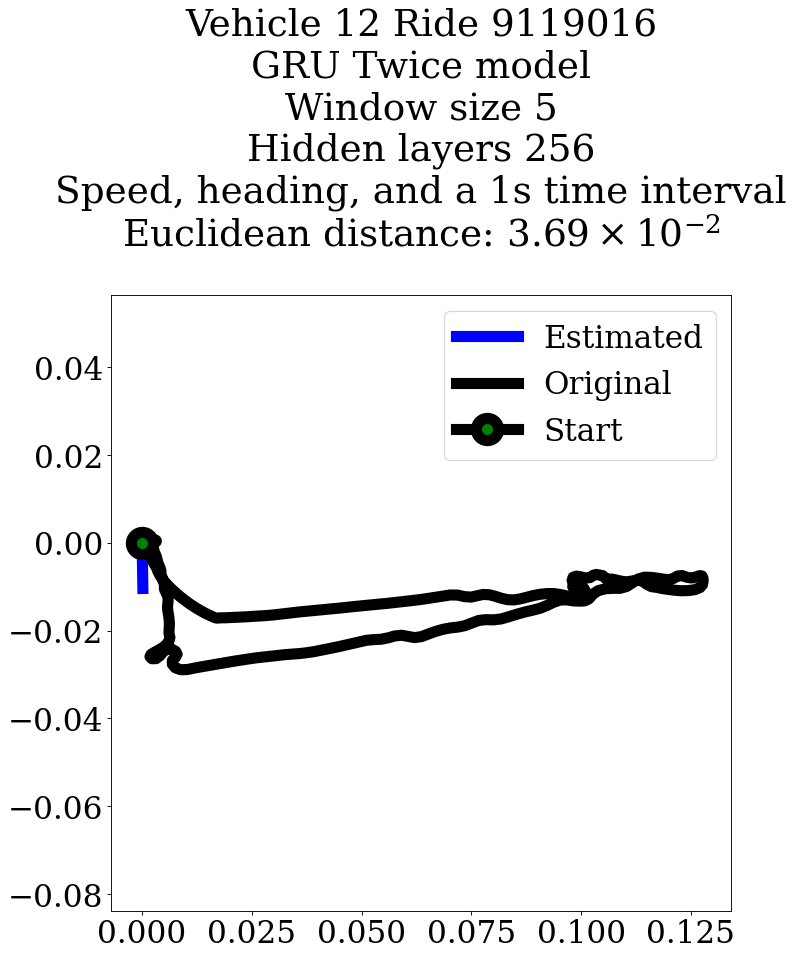 Vehicle 12 Ride 9119016
GRU Twice model
Window size 5
Hidden layers 256
Speed, heading, and a 1s time interval
Euclidean distance: 3.69 × 10⁻²
Estimated
Original
Start
0.04
0.02
0.00
−0.02
−0.04
−0.06
−0.08
0.000 0.025 0.050 0.075 0.100 0.125